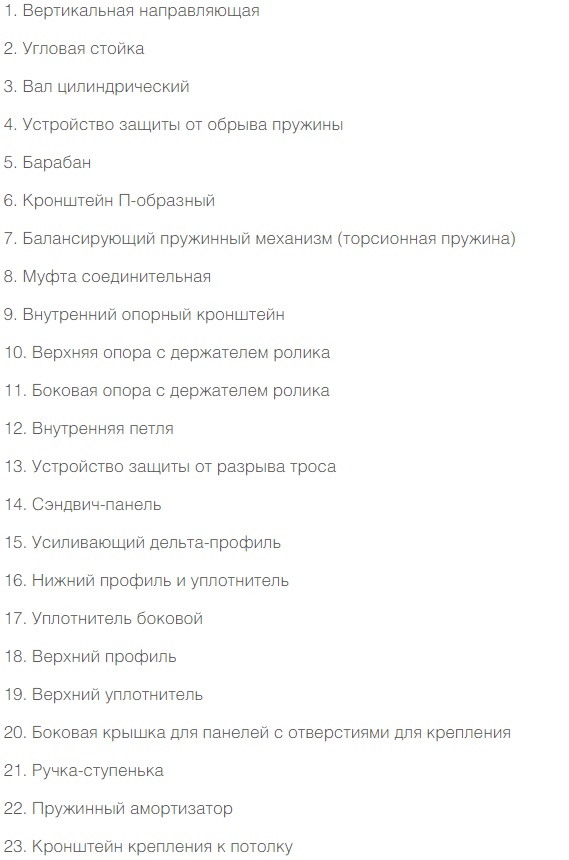 1. Вертикальная направляющая
2. Угловая стойка
3. Вал цилиндрический
4. Устройство защиты от обрыва пружины
5. Барабан
6. Кронштейн П-образный
7. Балансирующий пружинный механизм (торсионная пружина)
8. Муфта соединительная
9. Внутренний опорный кронштейн
10. Верхняя опора с держателем ролика
11. Боковая опора с держателем ролика
12. Внутренняя петля
13. Устройство защиты от разрыва троса
14. Сэндвич-панель
15. Усиливающий дельта-профиль
16. Нижний профиль и уплотнитель
17. Уплотнитель боковой
18. Верхний профиль
19. Верхний уплотнитель
20. Боковая крышка для панелей с отверстиями для крепления
21. Ручка-ступенька
22. Пружинный амортизатор
23. Кронштейн крепления к потолку